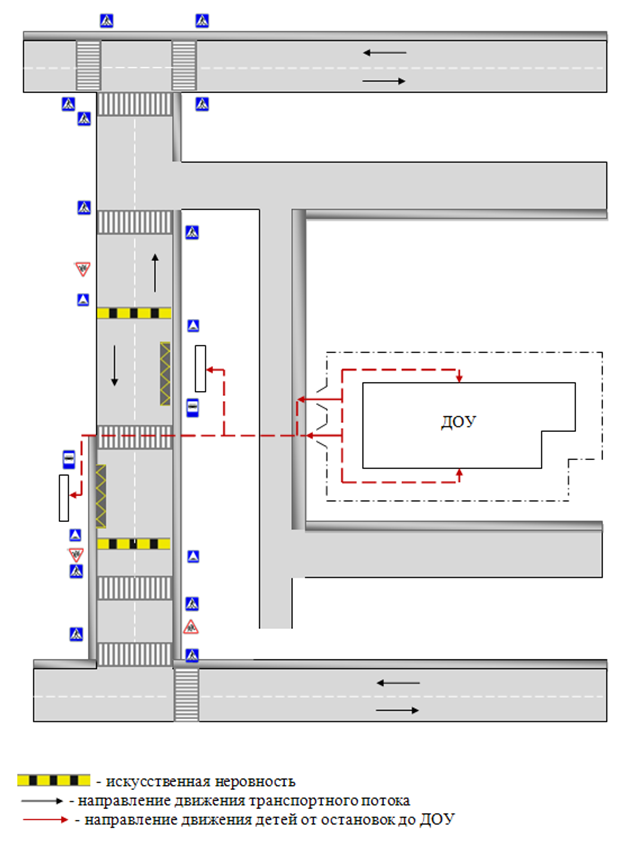 ДОУ
- искусственная неровность
- направление движения транспортного потока
- направление движения детей от остановок до ДОУ